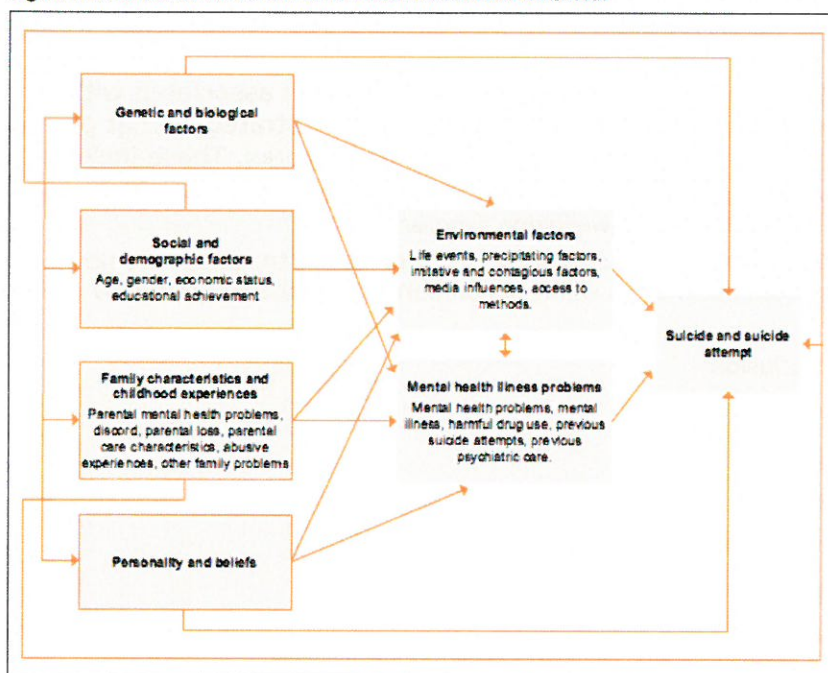 Genetic and biological
factors
Social and
demographic factors
Age, gender, economic status,
educational achievement
Family characteristics and
childhood experiences
Parental mental health problems,
discord, parental loss, parental
care characteristics, abusive
experiences, other family problems
Personality and beliefs
Environmental factors
Life events, precipitating factors,
imitative and contagious factors,
media influences, access to
methods.
Mental health illness problems
Mental health problems, mental
illness, harmful drug use, previous
suicide attempts, previous
psychiatric care.
Suicide and suicide
attempt